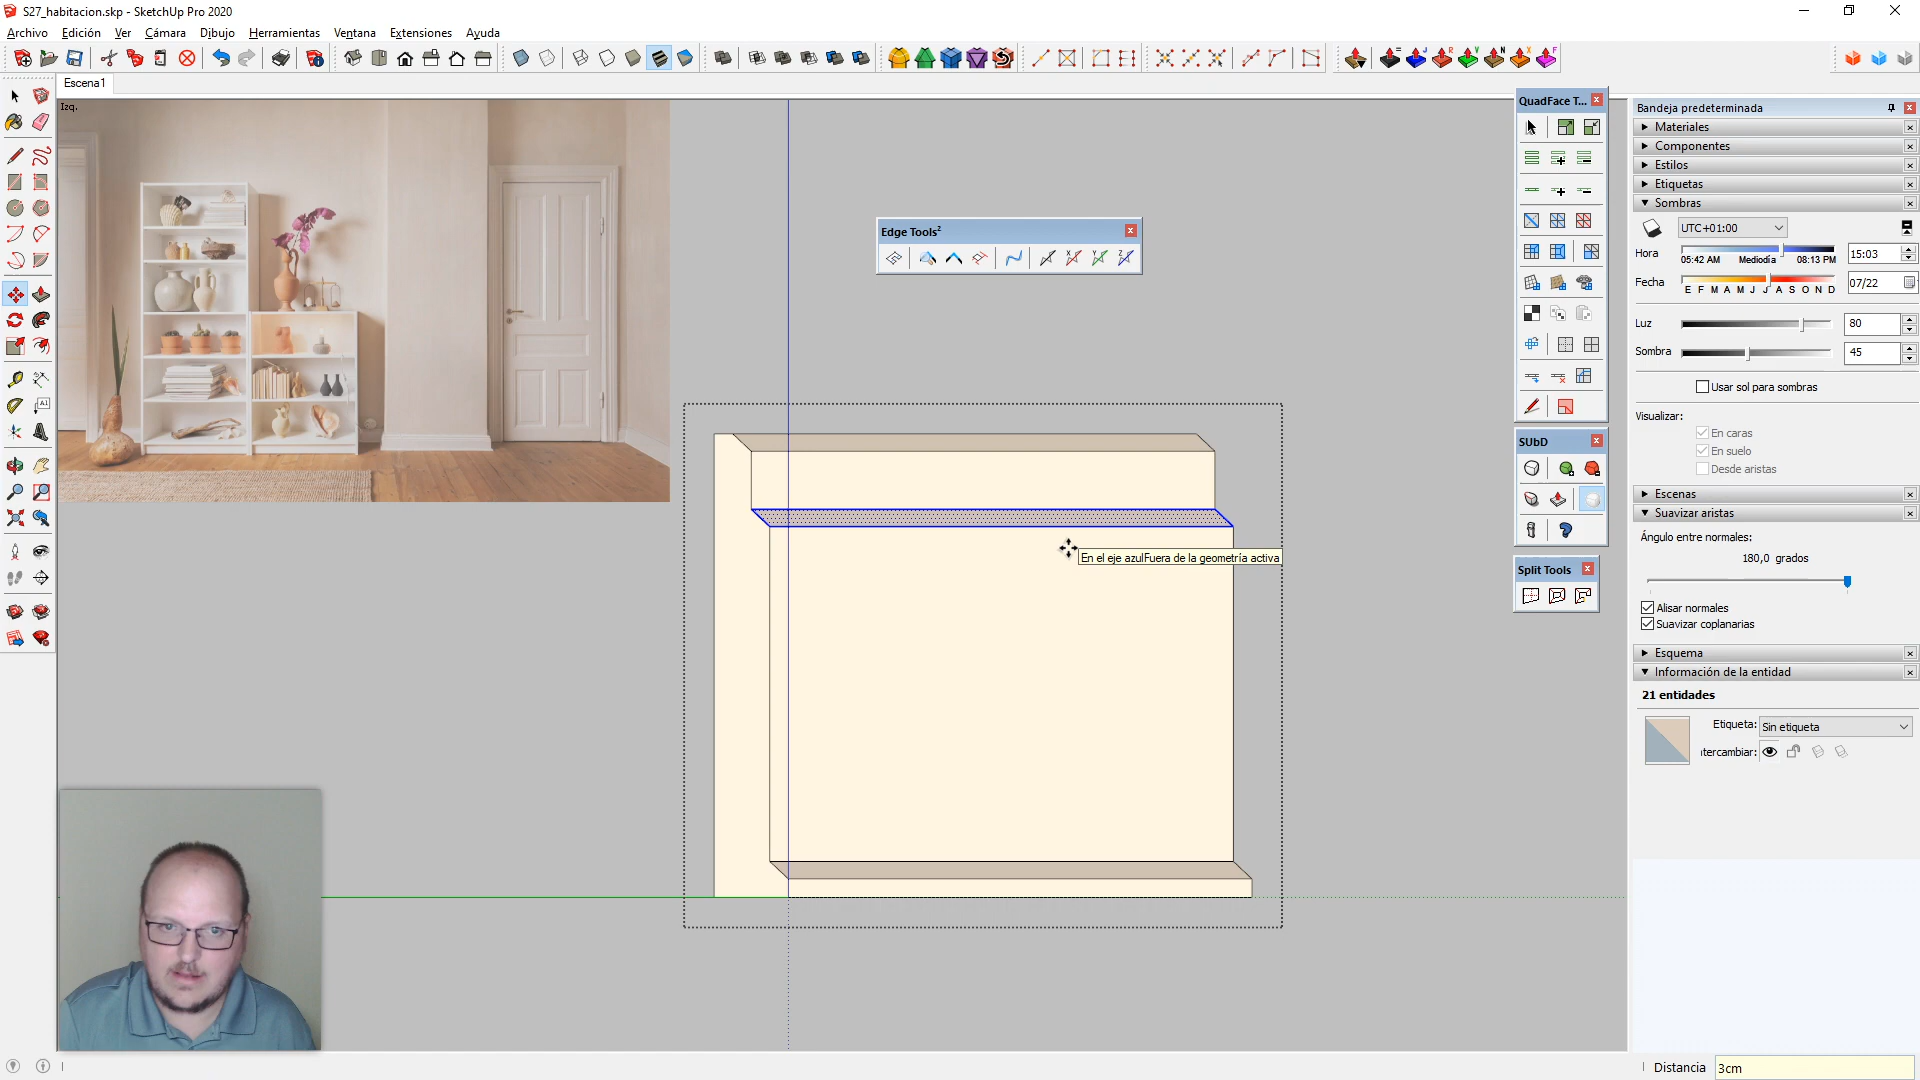 S27_habitacion.skp - SketchUp Pro 2020
Archivo Edición Ver Cámara Dibujo Herramientas Ventana Extensiones Ayuda
Escena1
Izq.
Edge Tools²
QuadFace T...
SUbD
Split Tools
En el eje azulFuera de la geometría activa
Bandeja predeterminada
Materiales
Componentes
Estilos
Etiquetas
Sombras
UTC+01:00
Hora
05:42 AM Mediodía 08:13 PM
15:03
Fecha
E F M A M J J A S O N D
07/22
Luz
80
Sombra
45
Usar sol para sombras
Visualizar:
En caras
En suelo
Desde aristas
Escenas
Suavizar aristas
Ángulo entre normales:
180,0 grados
Alisar normales
Suavizar coplanarias
Esquema
Información de la entidad
21 entidades
Etiqueta: Sin etiqueta
ıtercambiar:
Distancia 3cm